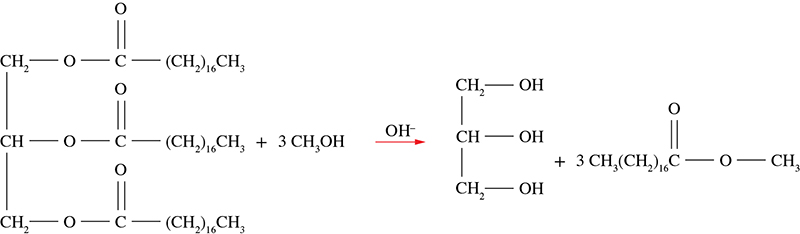 O
CH₂—O—C—(CH₂)₁₆CH₃
O
CH—O—C—(CH₂)₁₆CH₃ + 3 CH₃OH
O
CH₂—O—C—(CH₂)₁₆CH₃
OH⁻
CH₂—OH
CH—OH
CH₂—OH
O
+ 3 CH₃(CH₂)₁₆C—O—CH₃